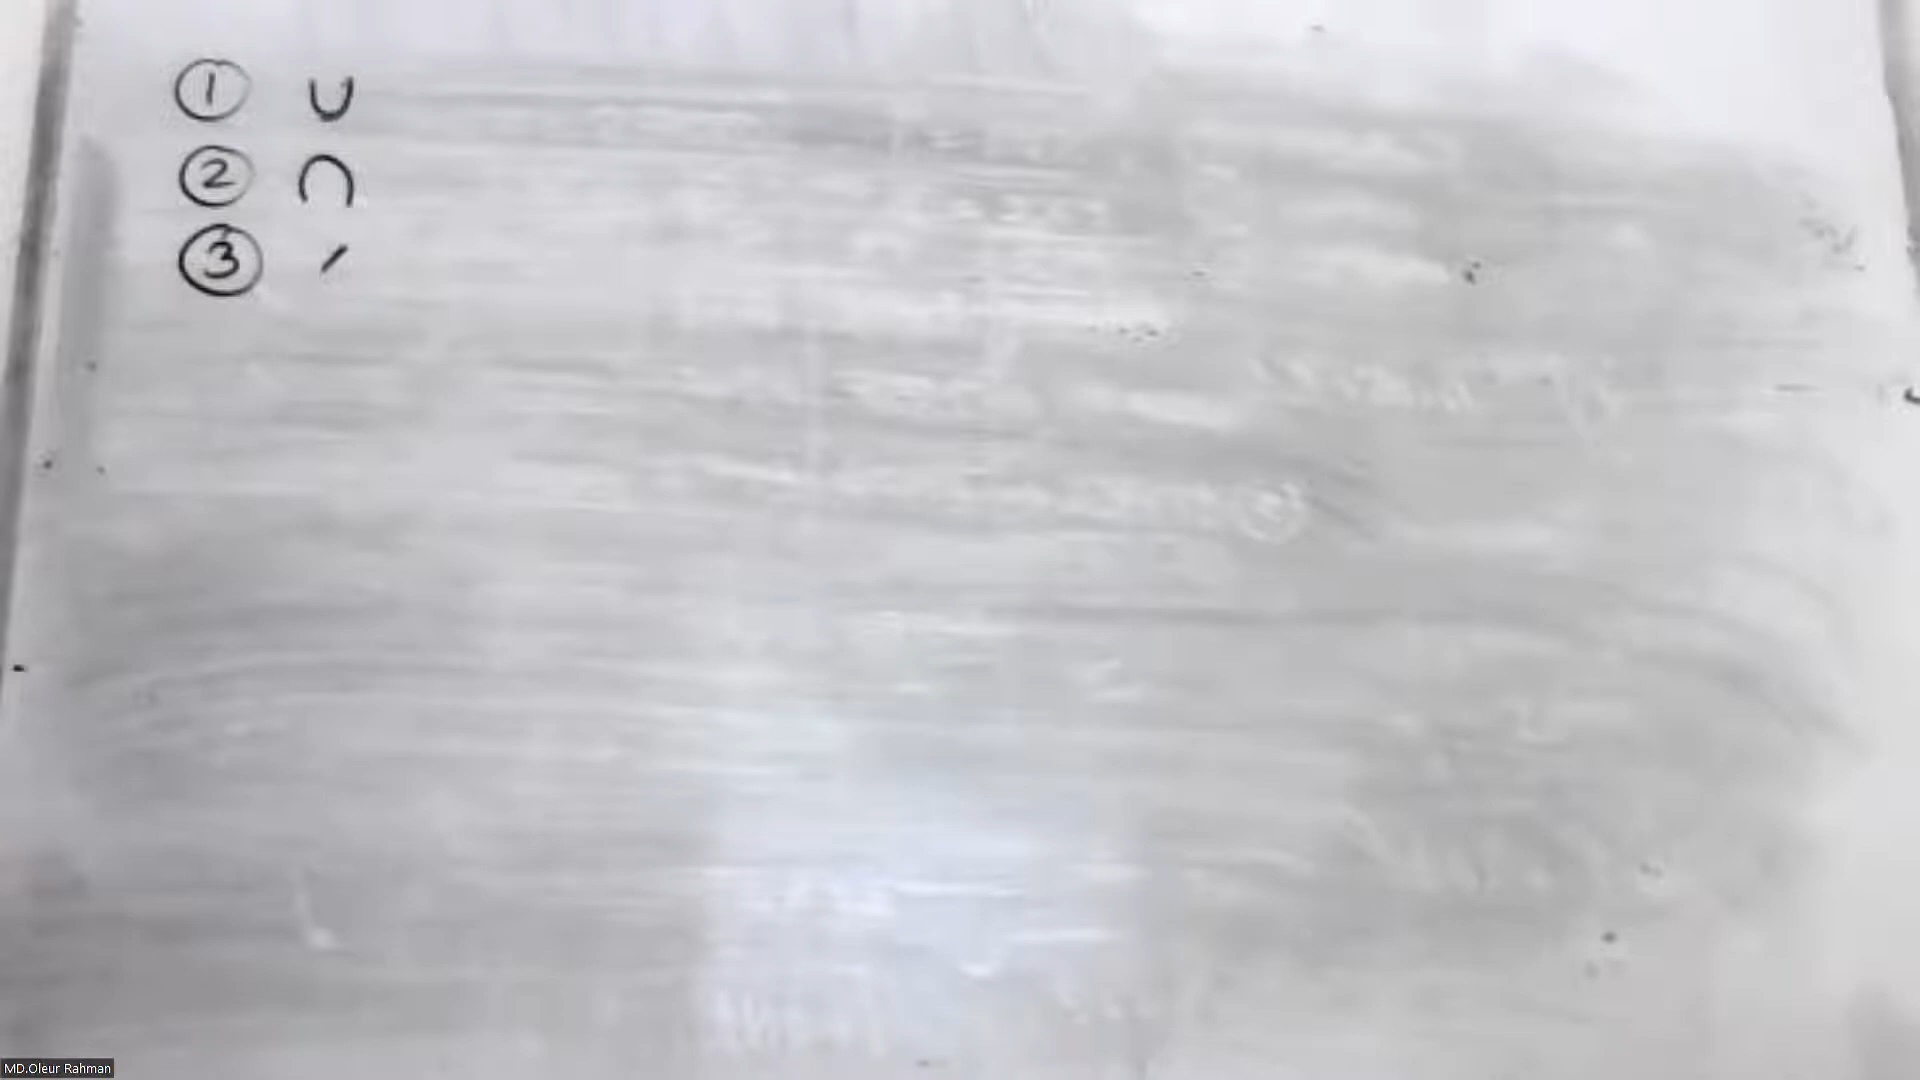 ① ∪
② ∩
③ ′
MD.Oleur Rahman